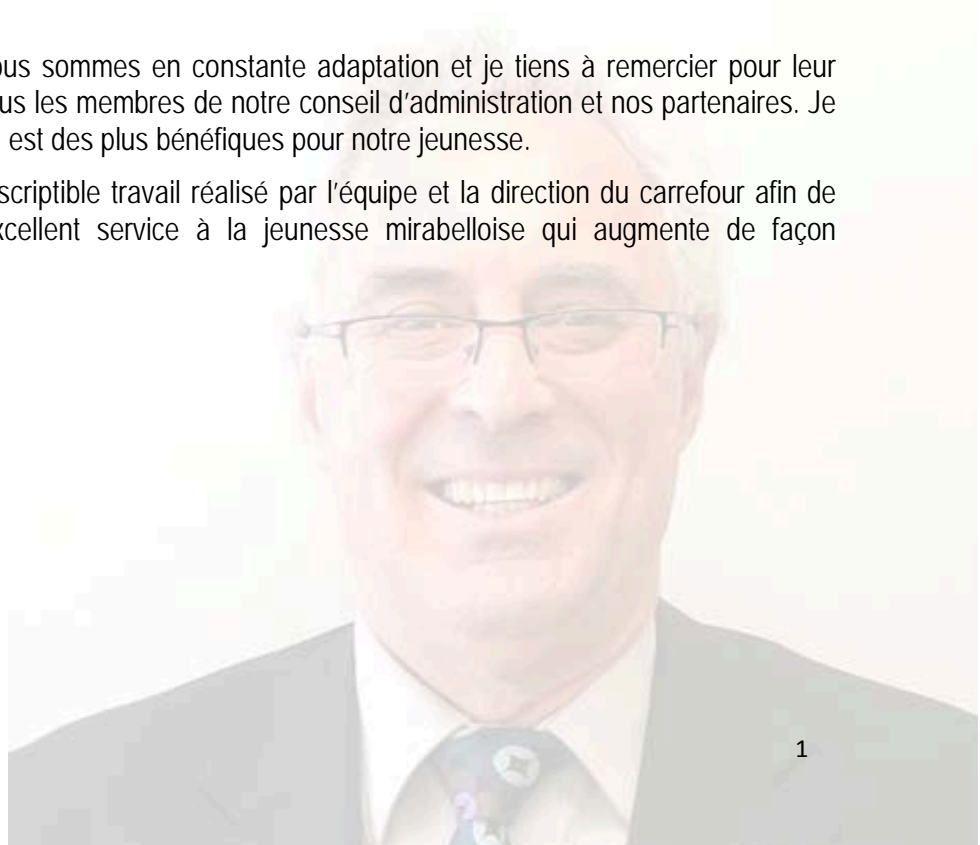 ous sommes en constante adaptation et je tiens à remercier pour leur
us les membres de notre conseil d'administration et nos partenaires. Je
est des plus bénéfiques pour notre jeunesse.
scriptible travail réalisé par l'équipe et la direction du carrefour afin de
xcellent service à la jeunesse mirabelloise qui augmente de façon
1